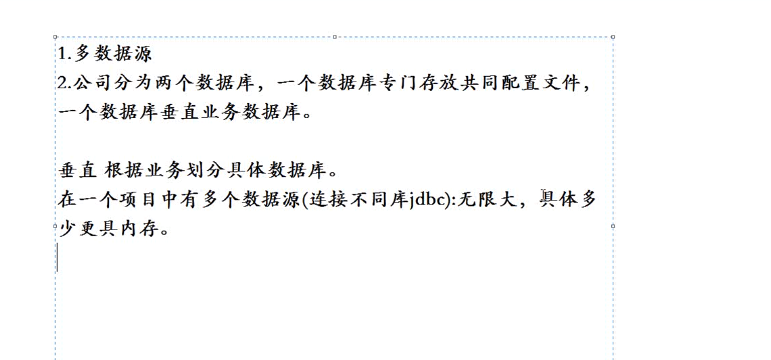 1.多数据源
2.公司分为两个数据库，一个数据库专门存放共同配置文件，
一个数据库垂直业务数据库。
垂直 根据业务划分具体数据库。
在一个项目中有多个数据源(连接不同库jdbc):无限大，具体多
少更具内存。